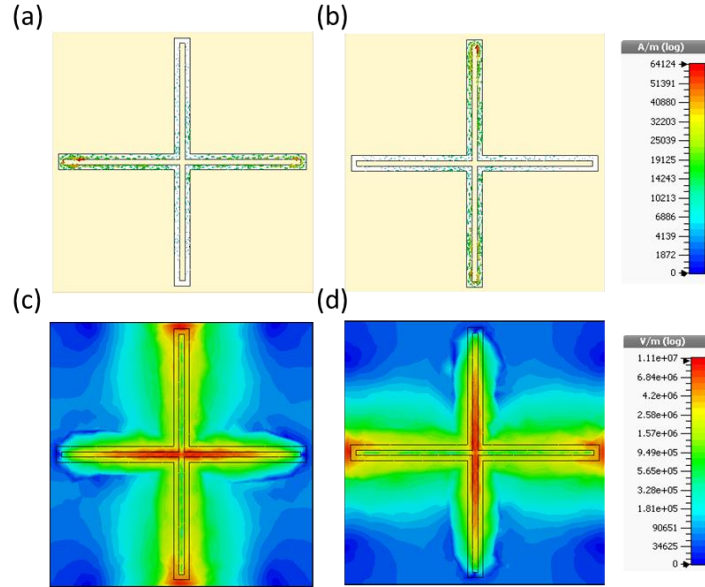 (a)
(b)
A/m (log)
64124
51391
40880
32203
25039
19125
14243
10213
6886
4139
1872
0
(c)
(d)
V/m (log)
1.11e+07
6.84e+06
4.2e+06
2.58e+06
1.57e+06
9.49e+05
5.65e+05
3.28e+05
1.81e+05
90651
34625
0